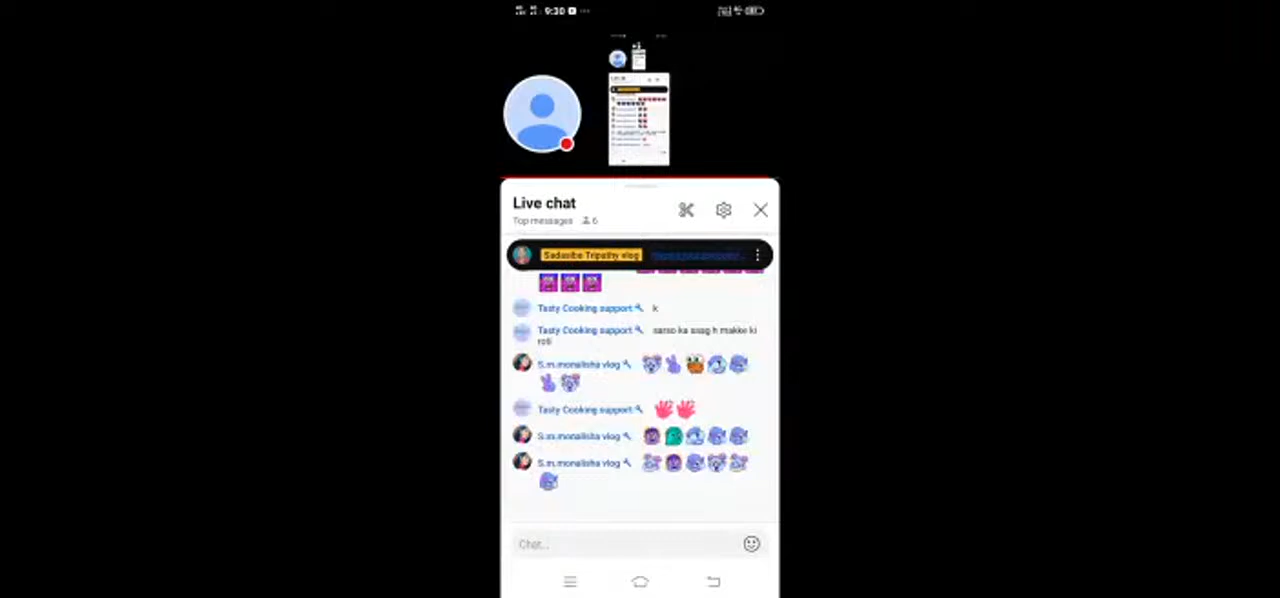 9:30
Live chat
Top messages 6
Sadasiba Tripathy vlog
Tasty Cooking support k
Tasty Cooking support sarso ka saag h makke ki
roti
S.m.monalisha vlog
Tasty Cooking support
S.m.monalisha vlog
S.m.monalisha vlog
Chat...